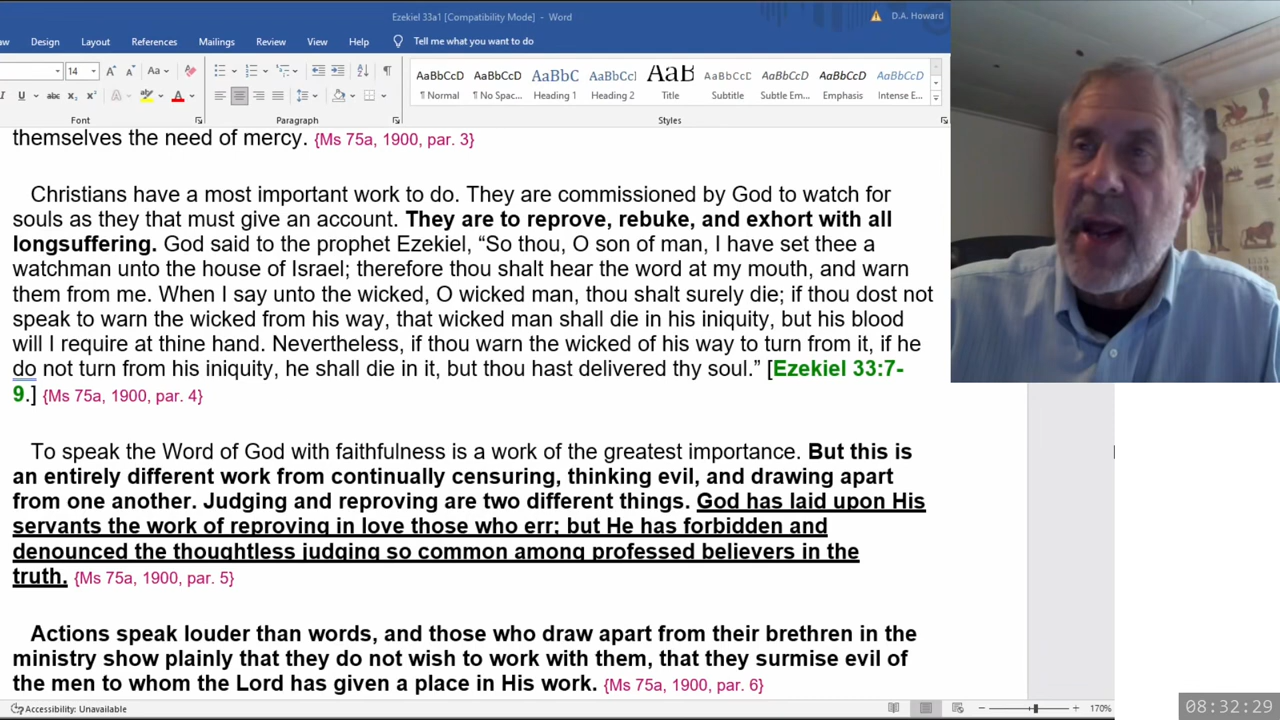 Ezekiel 33a1 [Compatibility Mode] - Word
D.A. Howard
Design Layout References Mailings Review View Help Tell me what you want to do
14 Aa
AaBbCcD AaBbCcD AaBbC AaBbCcI AaB AaBbCcD AaBbCcD AaBbCcD AaBbCcD
I U abc x₂ x² A ab A
¶ Normal ¶ No Spac... Heading 1 Heading 2 Title Subtitle Subtle Em... Emphasis Intense E...
Font Paragraph Styles
themselves the need of mercy. {Ms 75a, 1900, par. 3}
Christians have a most important work to do. They are commissioned by God to watch for
souls as they that must give an account. They are to reprove, rebuke, and exhort with all
longsuffering. God said to the prophet Ezekiel, “So thou, O son of man, I have set thee a
watchman unto the house of Israel; therefore thou shalt hear the word at my mouth, and warn
them from me. When I say unto the wicked, O wicked man, thou shalt surely die; if thou dost not
speak to warn the wicked from his way, that wicked man shall die in his iniquity, but his blood
will I require at thine hand. Nevertheless, if thou warn the wicked of his way to turn from it, if he
do not turn from his iniquity, he shall die in it, but thou hast delivered thy soul.” [Ezekiel 33:7-
9.] {Ms 75a, 1900, par. 4}
To speak the Word of God with faithfulness is a work of the greatest importance. But this is
an entirely different work from continually censuring, thinking evil, and drawing apart
from one another. Judging and reproving are two different things. God has laid upon His
servants the work of reproving in love those who err; but He has forbidden and
denounced the thoughtless judging so common among professed believers in the
truth. {Ms 75a, 1900, par. 5}
Actions speak louder than words, and those who draw apart from their brethren in the
ministry show plainly that they do not wish to work with them, that they surmise evil of
the men to whom the Lord has given a place in His work. {Ms 75a, 1900, par. 6}
Accessibility: Unavailable
170%
08:32:29